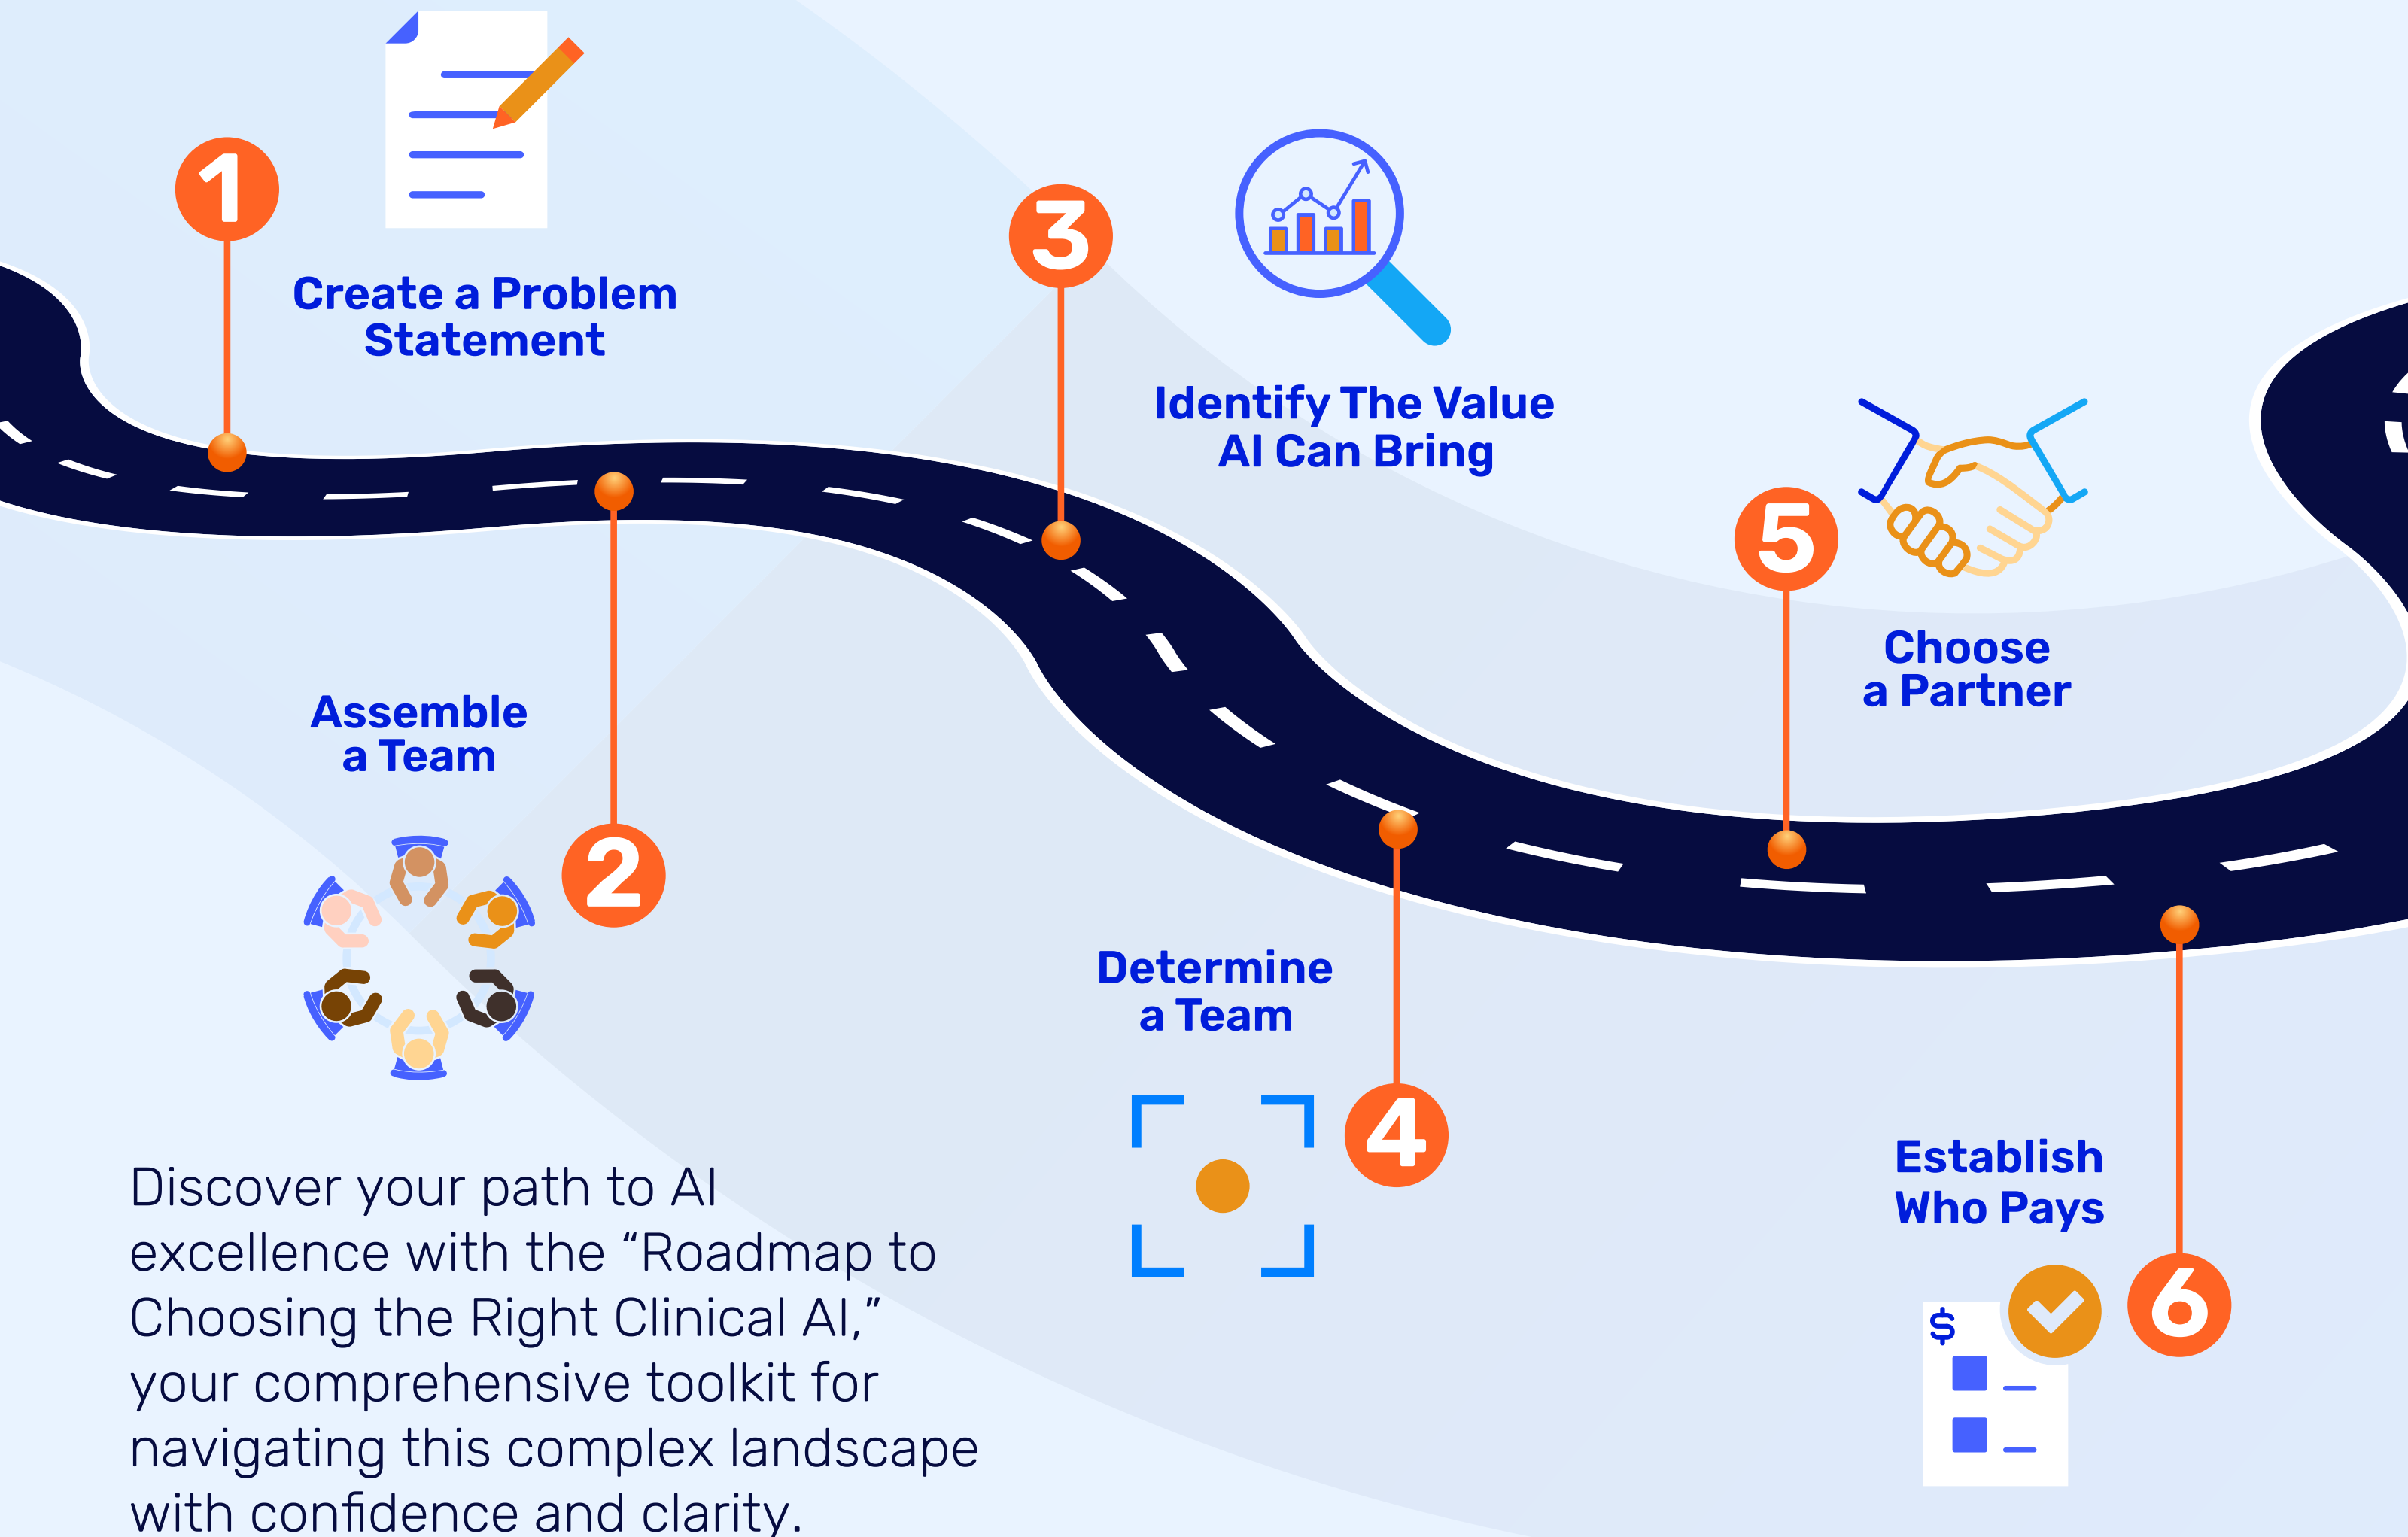 1
Create a Problem
Statement
2
Assemble
a Team
3
Identify The Value
AI Can Bring
4
Determine
a Team
5
Choose
a Partner
6
Establish
Who Pays
$
Discover your path to AI
excellence with the “Roadmap to
Choosing the Right Clinical AI,”
your comprehensive toolkit for
navigating this complex landscape
with confidence and clarity.